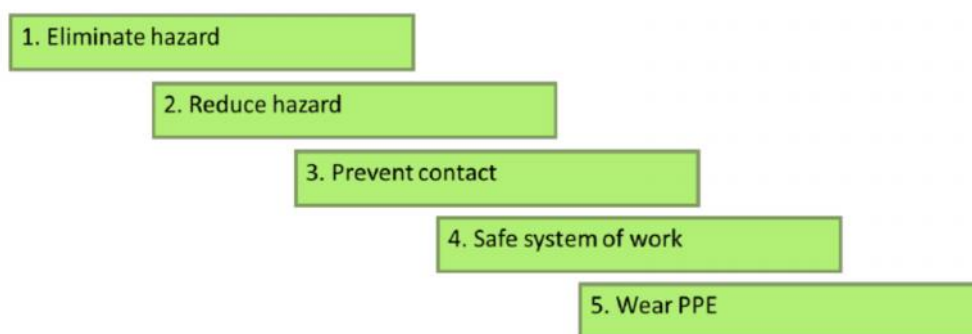 1. Eliminate hazard
2. Reduce hazard
3. Prevent contact
4. Safe system of work
5. Wear PPE